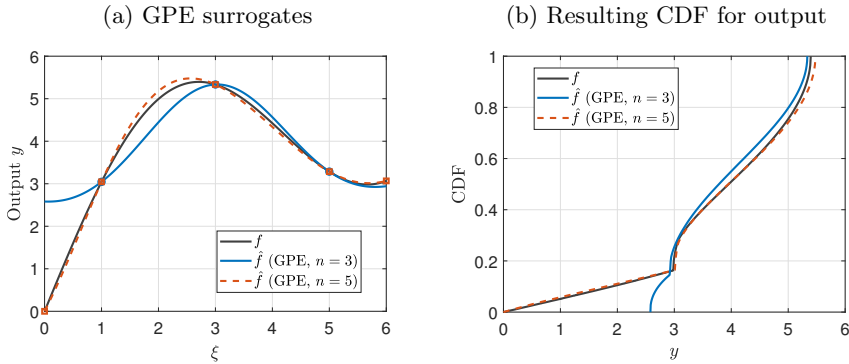 (a) GPE surrogates
Output y
6
5
4
3
2
1
0
f
f̂ (GPE, n = 3)
f̂ (GPE, n = 5)
0 1 2 3 4 5 6
ξ
(b) Resulting CDF for output
CDF
1
0.8
0.6
0.4
0.2
0
f
f̂ (GPE, n = 3)
f̂ (GPE, n = 5)
0 1 2 3 4 5 6
y